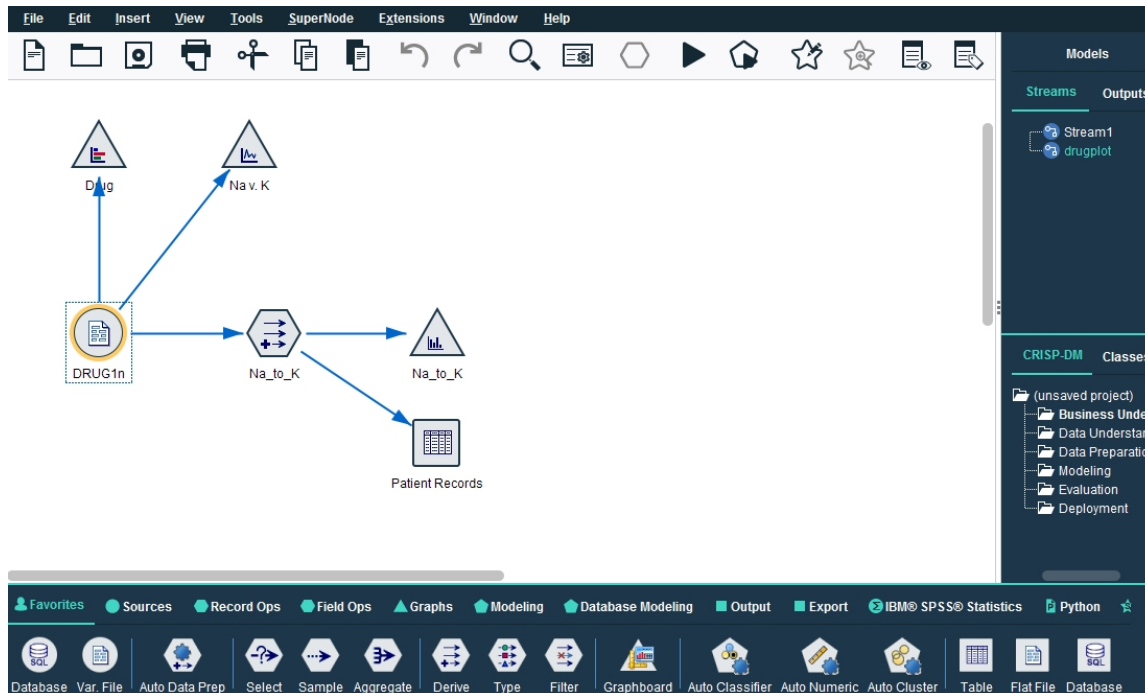 File Edit Insert View Tools SuperNode Extensions Window Help
Models
Streams Outputs
Stream1
drugplot
Drug
Na v. K
DRUG1n
Na_to_K
Na_to_K
Patient Records
CRISP-DM Classes
(unsaved project)
Business Unde
Data Understan
Data Preparatio
Modeling
Evaluation
Deployment
Favorites Sources Record Ops Field Ops Graphs Modeling Database Modeling Output Export IBM® SPSS® Statistics Python
SQL SQL
Database Var. File Auto Data Prep Select Sample Aggregate Derive Type Filter Graphboard Auto Classifier Auto Numeric Auto Cluster Table Flat File Database